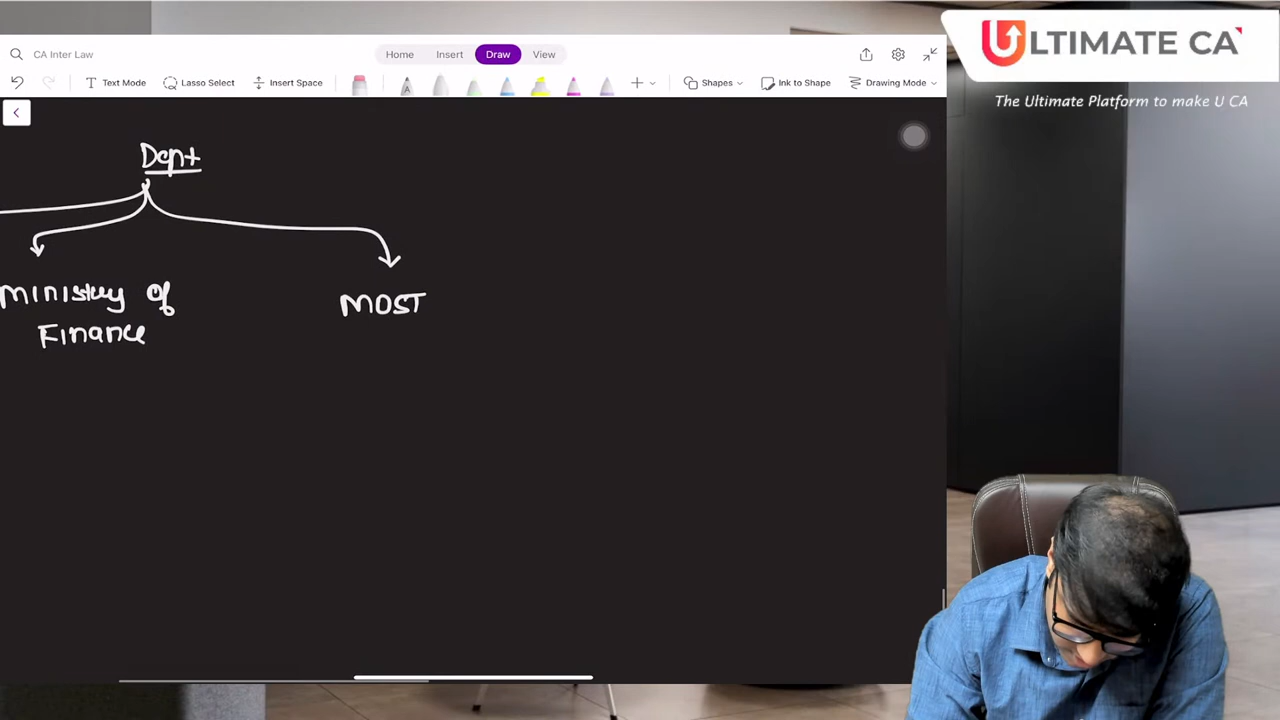 ULTIMATE CA
The Ultimate Platform to make U CA
CA Inter Law
Home Insert Draw View
Text Mode Lasso Select Insert Space Shapes Ink to Shape Drawing Mode
Dept
Ministry of
Finance
MOST